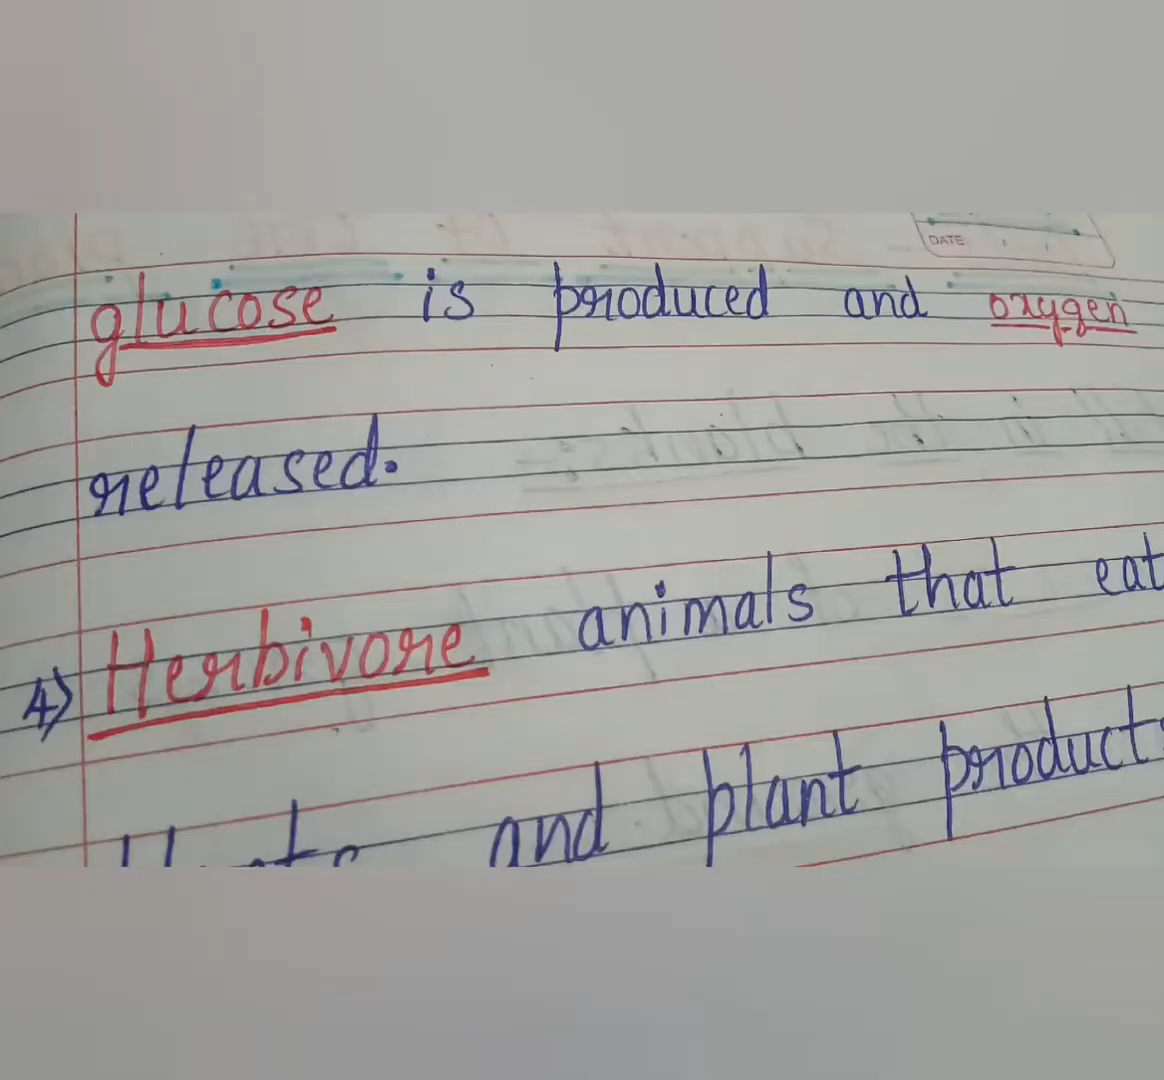 DATE
glucose is produced and oxygen
released.
4) Herbivore animals that eat
and plant product